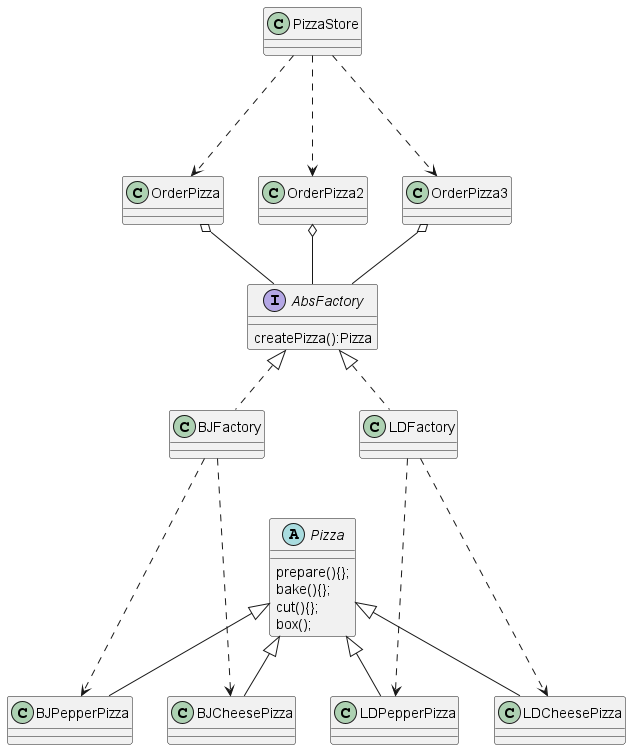 C PizzaStore
C OrderPizza
C OrderPizza2
C OrderPizza3
I AbsFactory
createPizza():Pizza
C BJFactory
C LDFactory
A Pizza
prepare(){};
bake(){};
cut(){};
box();
C BJPepperPizza
C BJCheesePizza
C LDPepperPizza
C LDCheesePizza